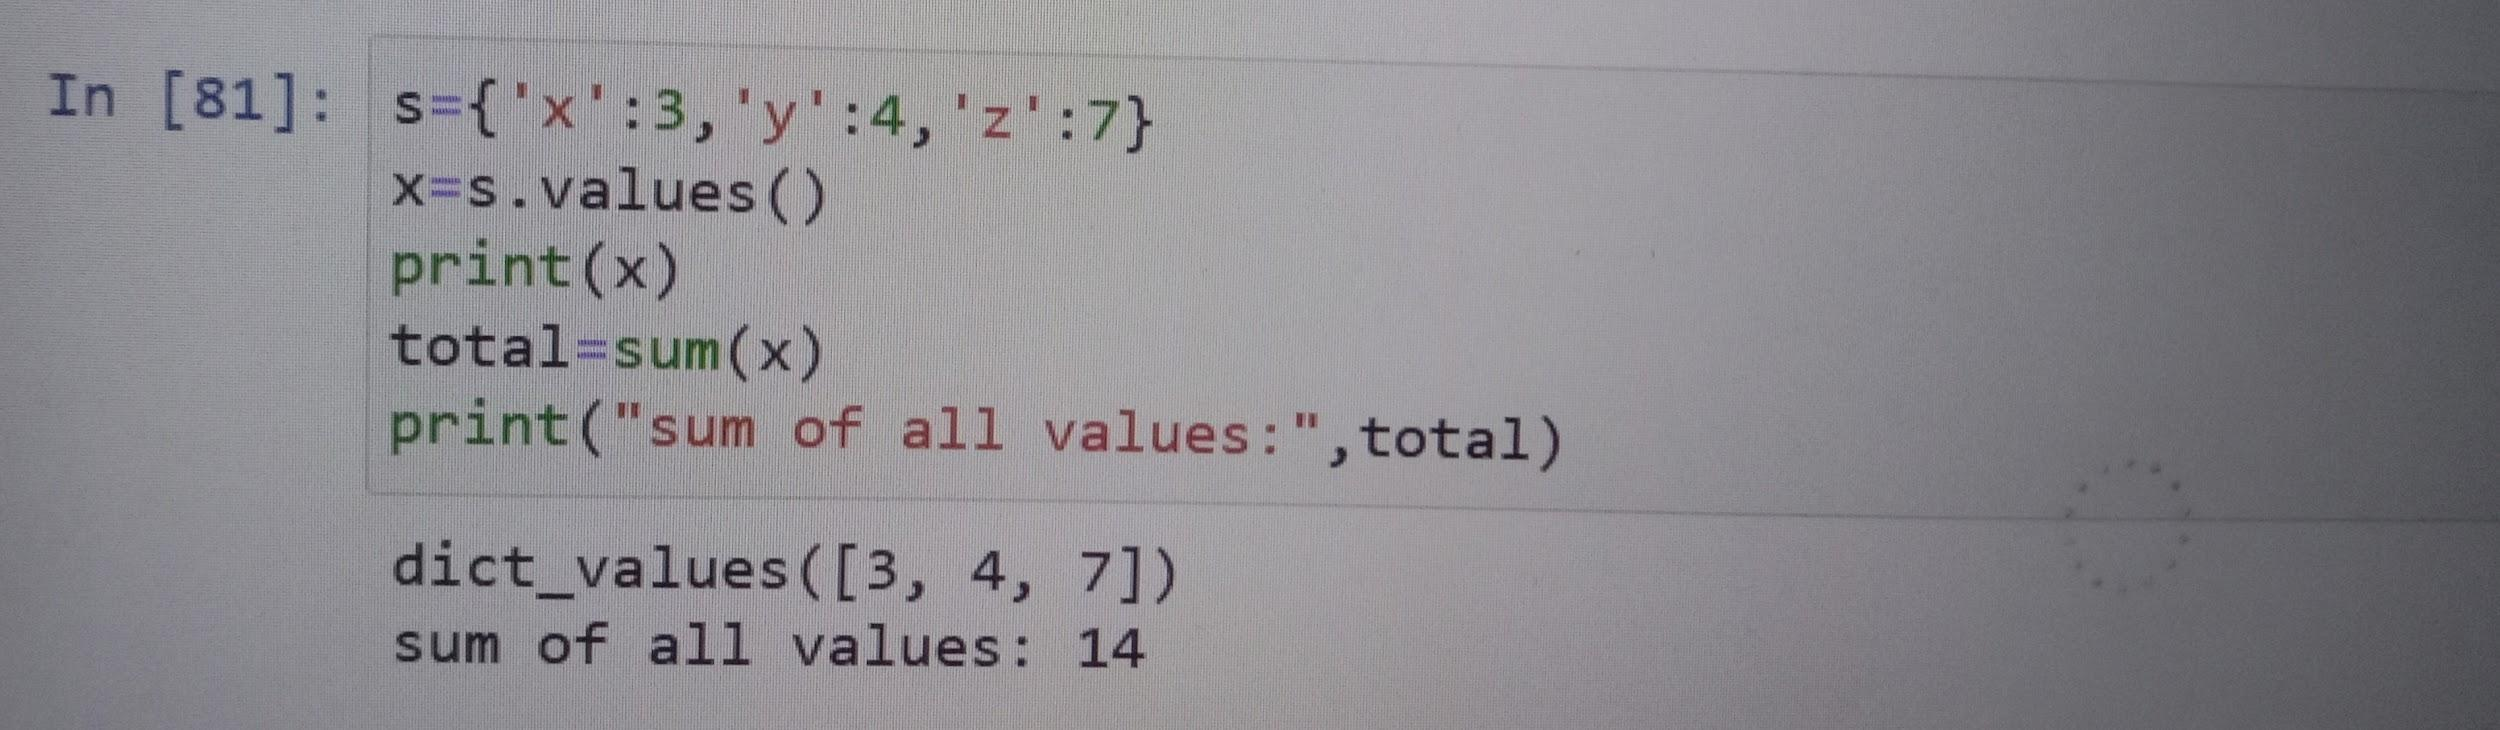 In [81]: s={'x':3,'y':4, 'z':7}
x=s.values()
print(x)
total=sum(x)
print("sum of all values:",total)
dict_values([3, 4, 7])
sum of all values: 14